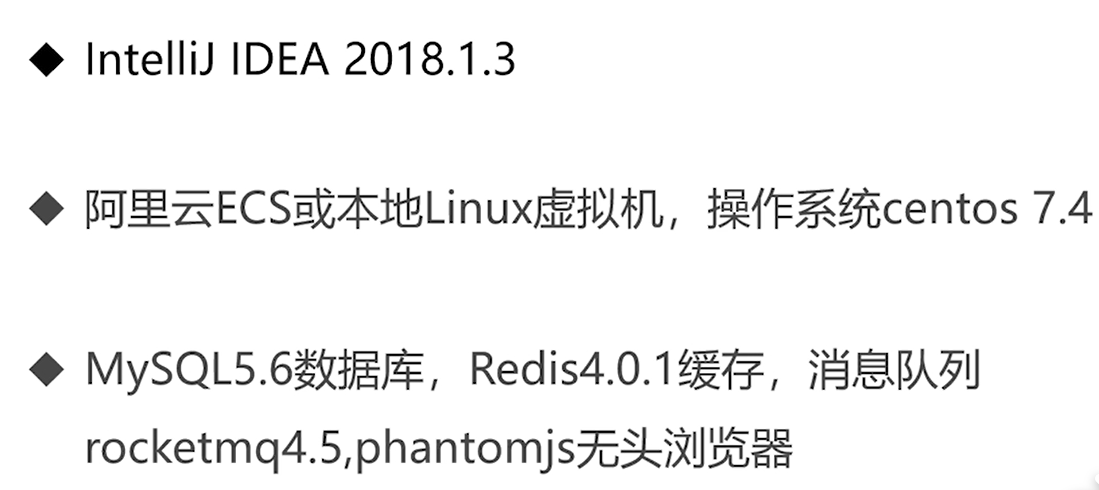 ◆ IntelliJ IDEA 2018.1.3
◆ 阿里云ECS或本地Linux虚拟机，操作系统centos 7.4
◆ MySQL5.6数据库，Redis4.0.1缓存，消息队列
rocketmq4.5,phantomjs无头浏览器